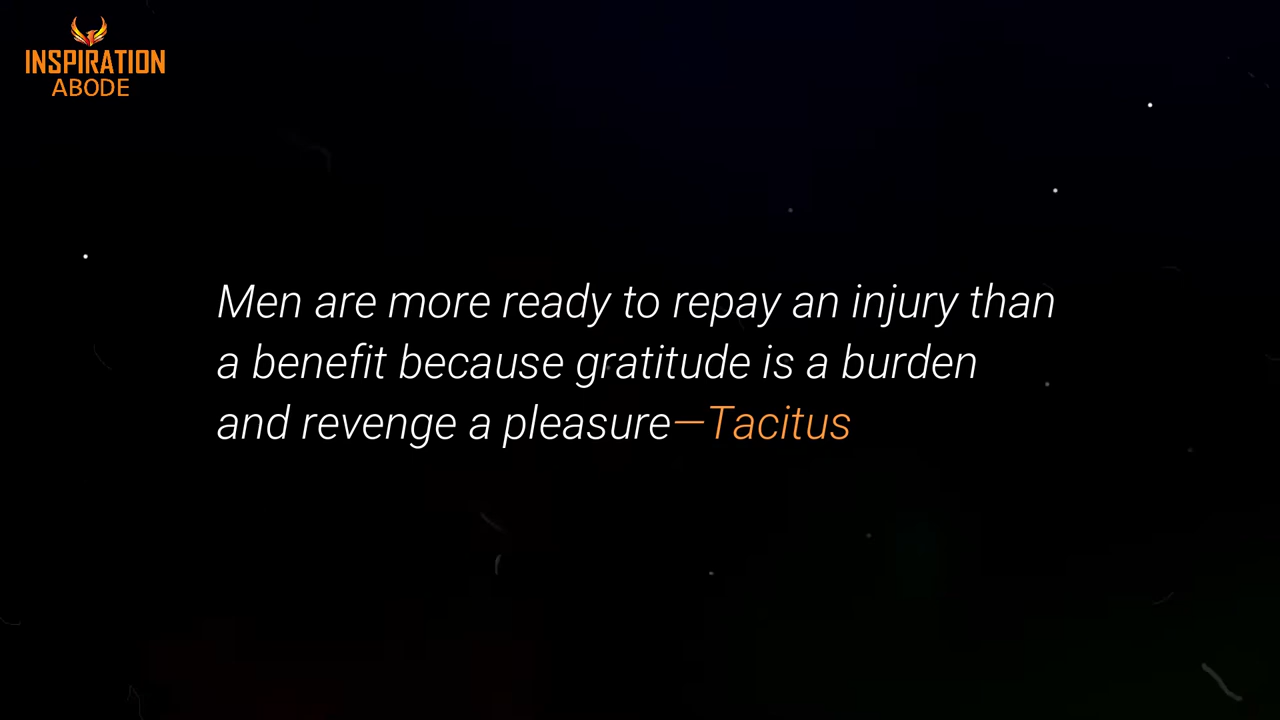 INSPIRATION
ABODE
Men are more ready to repay an injury than
a benefit because gratitude is a burden
and revenge a pleasure—Tacitus